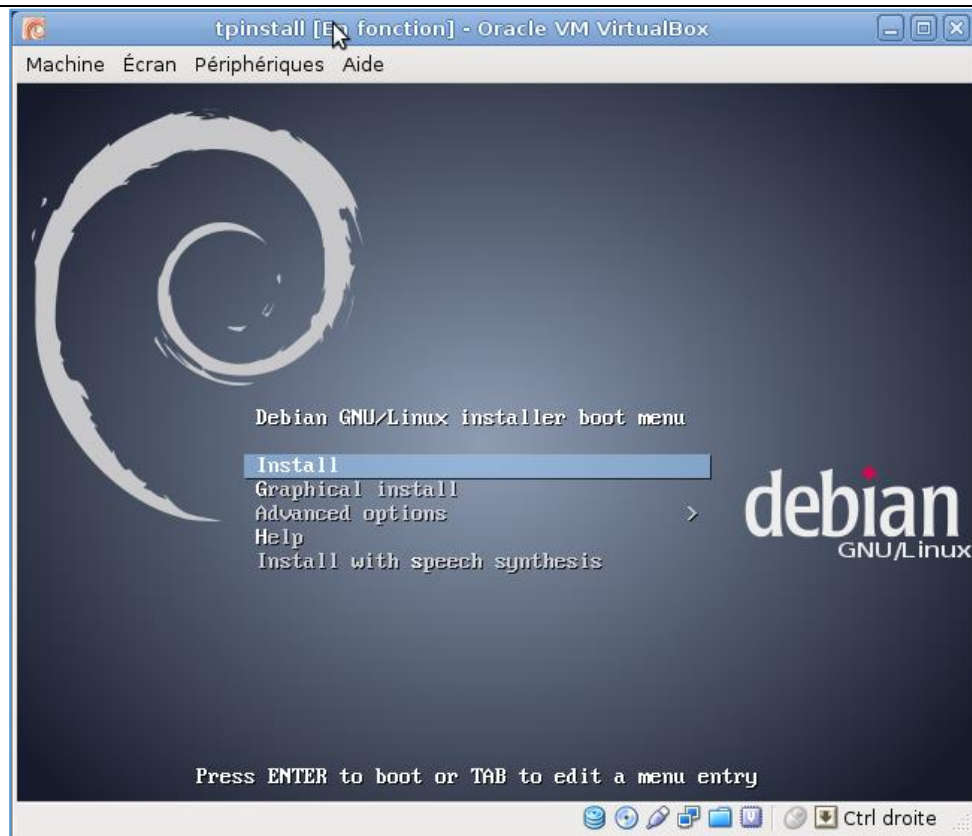 tpinstall [En fonction] - Oracle VM VirtualBox
Machine Écran Périphériques Aide
Debian GNU/Linux installer boot menu
Install
Graphical install
Advanced options >
Help
Install with speech synthesis
debian
GNU/Linux
Press ENTER to boot or TAB to edit a menu entry
Ctrl droite